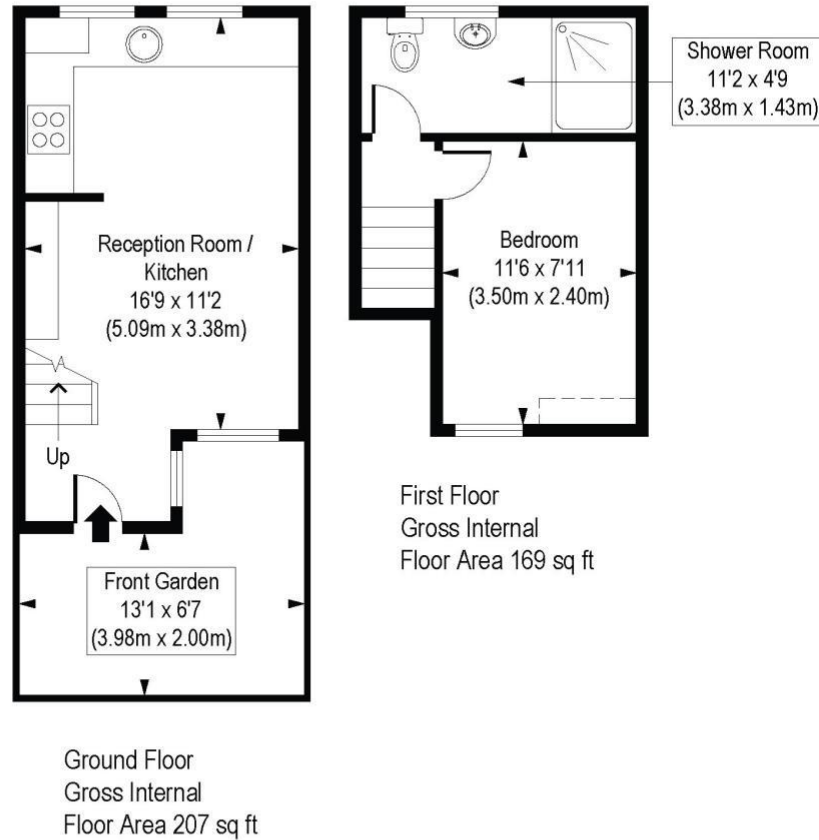 Reception Room /
Kitchen
16'9 x 11'2
(5.09m x 3.38m)
Up
Front Garden
13'1 x 6'7
(3.98m x 2.00m)
Ground Floor
Gross Internal
Floor Area 207 sq ft
Shower Room
11'2 x 4'9
(3.38m x 1.43m)
Bedroom
11'6 x 7'11
(3.50m x 2.40m)
First Floor
Gross Internal
Floor Area 169 sq ft